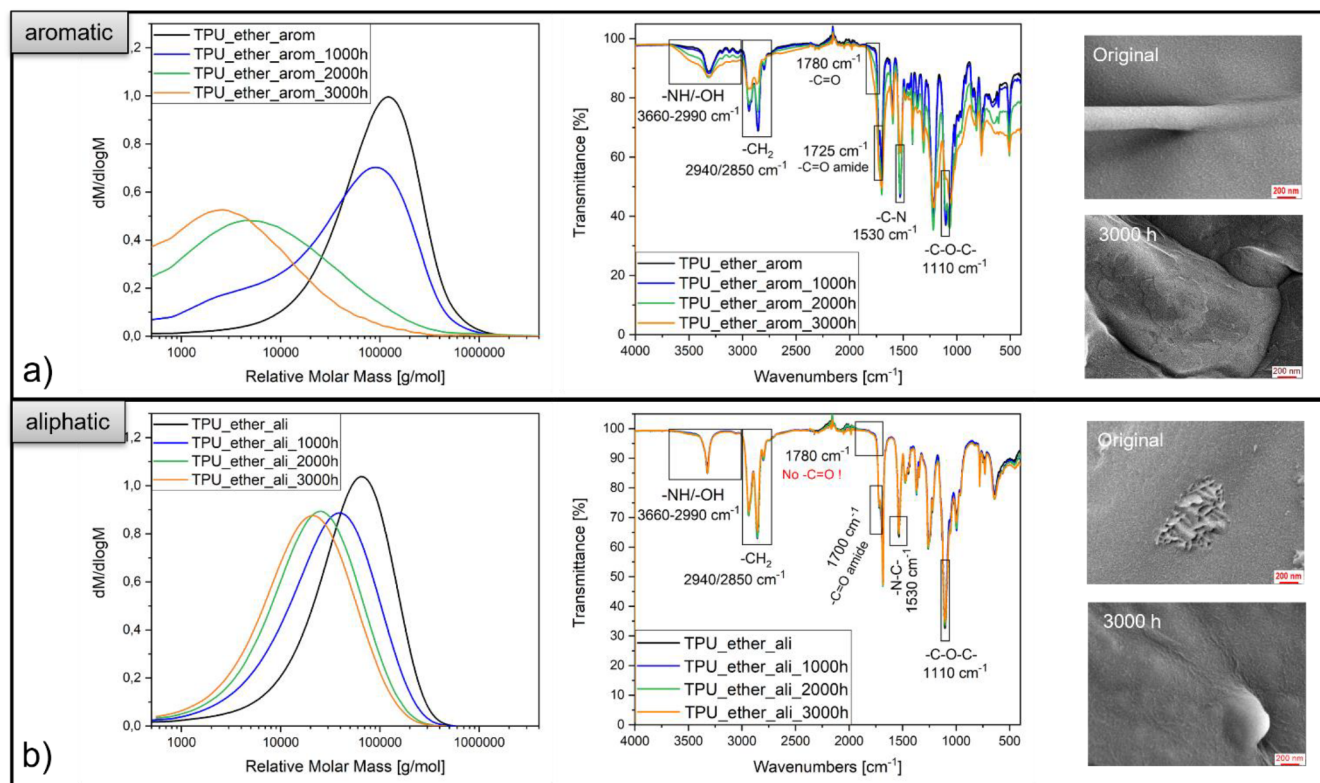 aromatic
TPU_ether_arom
TPU_ether_arom_1000h
TPU_ether_arom_2000h
TPU_ether_arom_3000h
1,2
1,0
0,8
0,6
0,4
0,2
0,0
dM/dlogM
1000
10000
100000
1000000
Relative Molar Mass [g/mol]
a)
100
80
60
40
20
0
Transmittance [%]
-NH/-OH
3660-2990 cm-1
-CH2
2940/2850 cm-1
1780 cm-1
-C=O
1725 cm-1
-C=O amide
-C-N
1530 cm-1
-C-O-C-
1110 cm-1
TPU_ether_arom
TPU_ether_arom_1000h
TPU_ether_arom_2000h
TPU_ether_arom_3000h
4000
3500
3000
2500
2000
1500
1000
500
Wavenumbers [cm-1]
Original
200 nm
3000 h
200 nm
aliphatic
TPU_ether_ali
TPU_ether_ali_1000h
TPU_ether_ali_2000h
TPU_ether_ali_3000h
1,2
1,0
0,8
0,6
0,4
0,2
0,0
dM/dlogM
1000
10000
100000
1000000
Relative Molar Mass [g/mol]
b)
100
90
80
70
60
50
40
30
20
10
0
Transmittance [%]
-NH/-OH
3660-2990 cm-1
-CH2
2940/2850 cm-1
1780 cm-1
No -C=O !
1700 cm-1
-C=O amide
-N-C-
1530 cm-1
-C-O-C-
1110 cm-1
TPU_ether_ali
TPU_ether_ali_1000h
TPU_ether_ali_2000h
TPU_ether_ali_3000h
4000
3500
3000
2500
2000
1500
1000
500
Wavenumbers [cm-1]
Original
200 nm
3000 h
200 nm